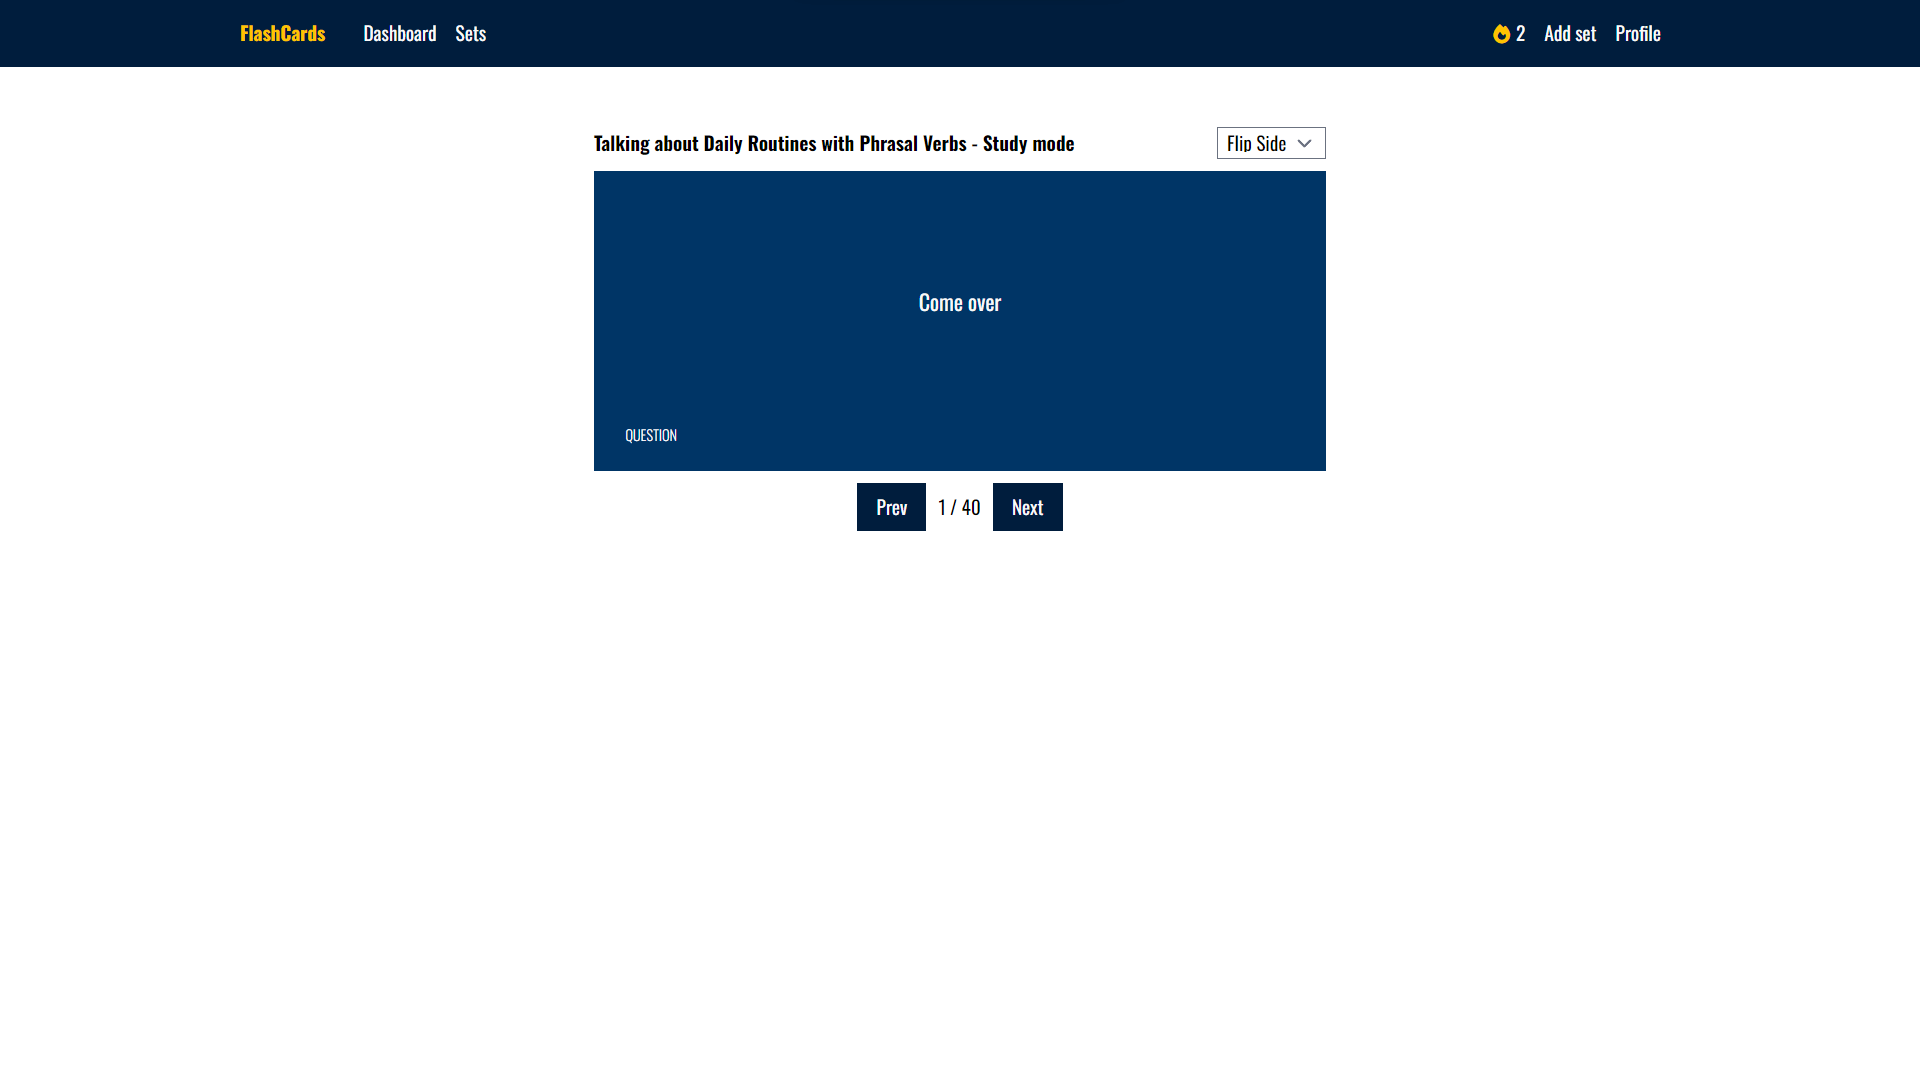 FlashCards Dashboard Sets 2 Add set Profile
Talking about Daily Routines with Phrasal Verbs - Study mode Flip Side
Come over
QUESTION
Prev 1 / 40 Next